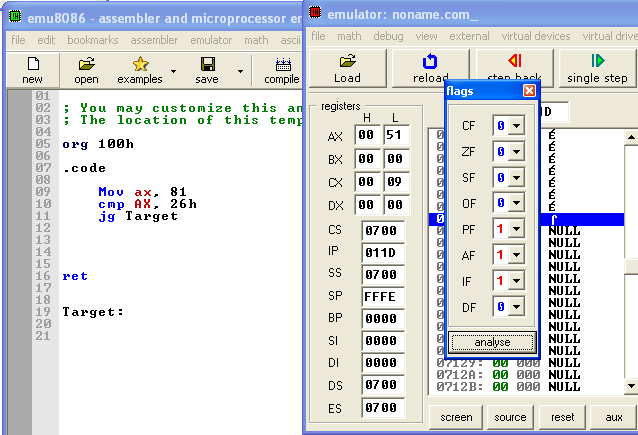 emu8086 - assembler and microprocessor em
file edit bookmarks assembler emulator math asci
new open examples save compile
01
02 ; You may customize this an
03 ; The location of this temp
04
05 org 100h
06
07 .code
08
09 Mov ax, 81
10 cmp AX, 26h
11 jg Target
12
13
14
15
16 ret
17
18
19 Target:
20
21
emulator: noname.com_
file math debug view external virtual devices virtual drive
Load reload step back single step
registers
H L
AX 00 51
BX 00 00
CX 00 09
DX 00 00
CS 0700
IP 011D
SS 0700
SP FFFE
BP 0000
SI 0000
DI 0000
DS 0700
ES 0700
flags
CF 0
ZF 0
SF 0
OF 0
PF 1
AF 1
IF 1
DF 0
analyse
É
É
É
É
É
É
NULL
NULL
NULL
NULL
NULL
NULL
NULL
NULL
NULL
NULL
NULL
07129: 00 000 NULL
0712A: 00 000 NULL
0712B: 00 000 NULL
screen source reset aux